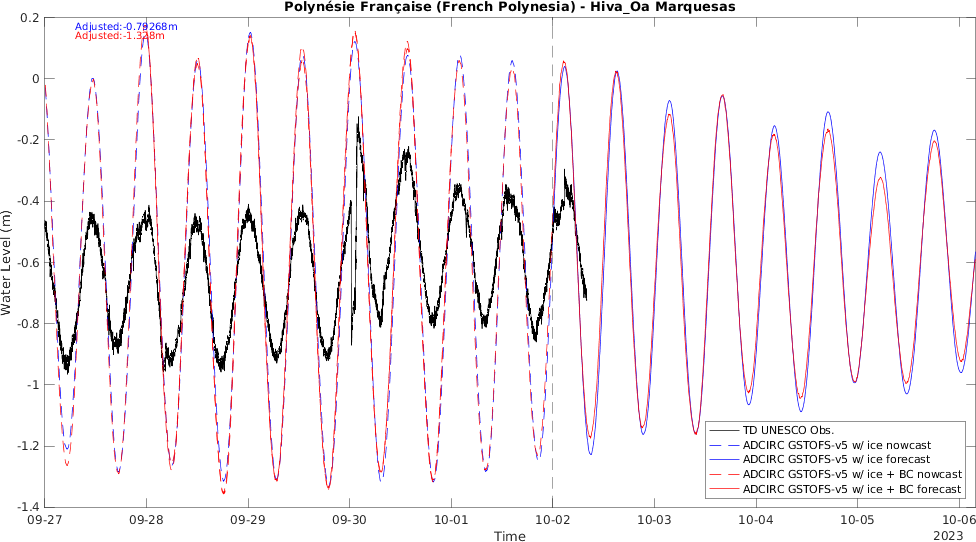 Polynésie Française (French Polynesia) - Hiva_Oa Marquesas
Adjusted:-0.79268m
Adjusted:-1.328m
Water Level (m)
0.2
0
-0.2
-0.4
-0.6
-0.8
-1
-1.2
-1.4
TD UNESCO Obs.
ADCIRC GSTOFS-v5 w/ ice nowcast
ADCIRC GSTOFS-v5 w/ ice forecast
ADCIRC GSTOFS-v5 w/ ice + BC nowcast
ADCIRC GSTOFS-v5 w/ ice + BC forecast
09-27 09-28 09-29 09-30 10-01 10-02 10-03 10-04 10-05 10-06
Time
2023